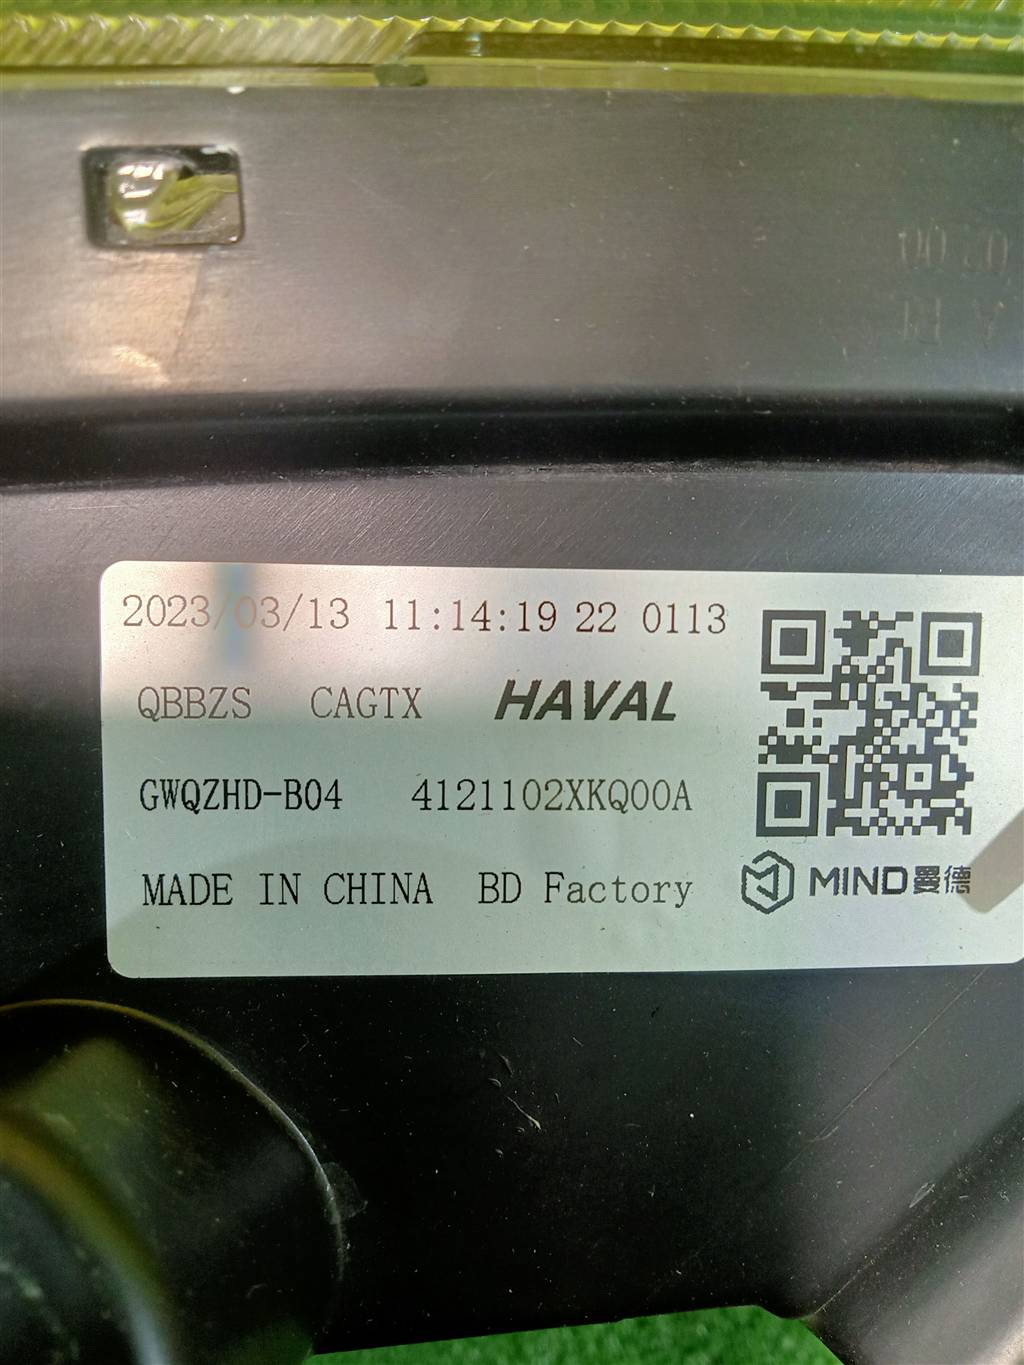 2023/03/13 11:14:19 22 0113
QBBZS CAGTX HAVAL
GWQZHD-B04 4121102XKQ00A
MADE IN CHINA BD Factory MIND曼德